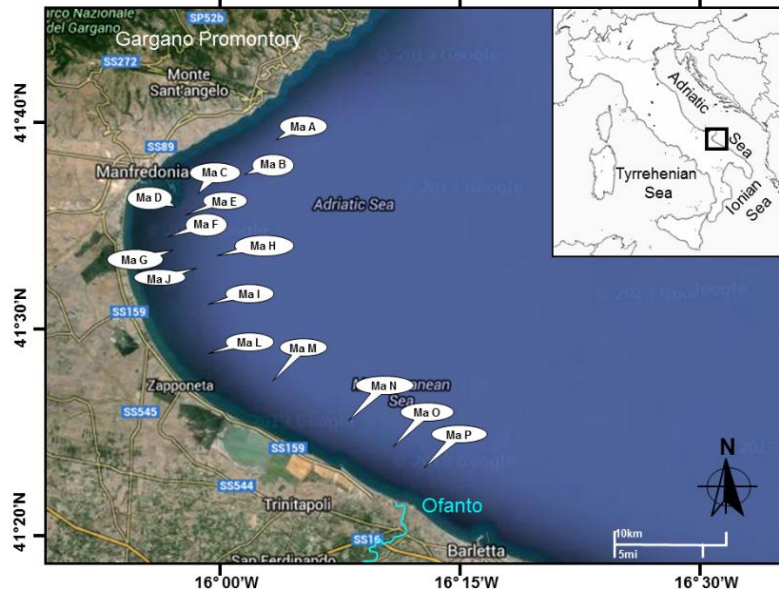 arco Nazionale
del Gargano
SP52b
Gargano Promontory
SS272
Monte
Sant'angelo
41°40'N
Ma A
SS89
Ma B
Manfredonia
Ma C
Ma D
Ma E
Adriatic Sea
Ma F
Ma H
Ma G
Ma J
Ma I
SS159
41°30'N
Ma L
Ma M
Zapponeta
Ma N
Sea
Ma O
SS545
Ma P
SS159
SS544
Trinitapoli
Ofanto
41°20'N
SS16
San Ferdinando
Barletta
Adriatic
Sea
Tyrrehenian
Sea
Ionian
Sea
N
10km
5mi
16°00'E
16°15'E
16°30'E